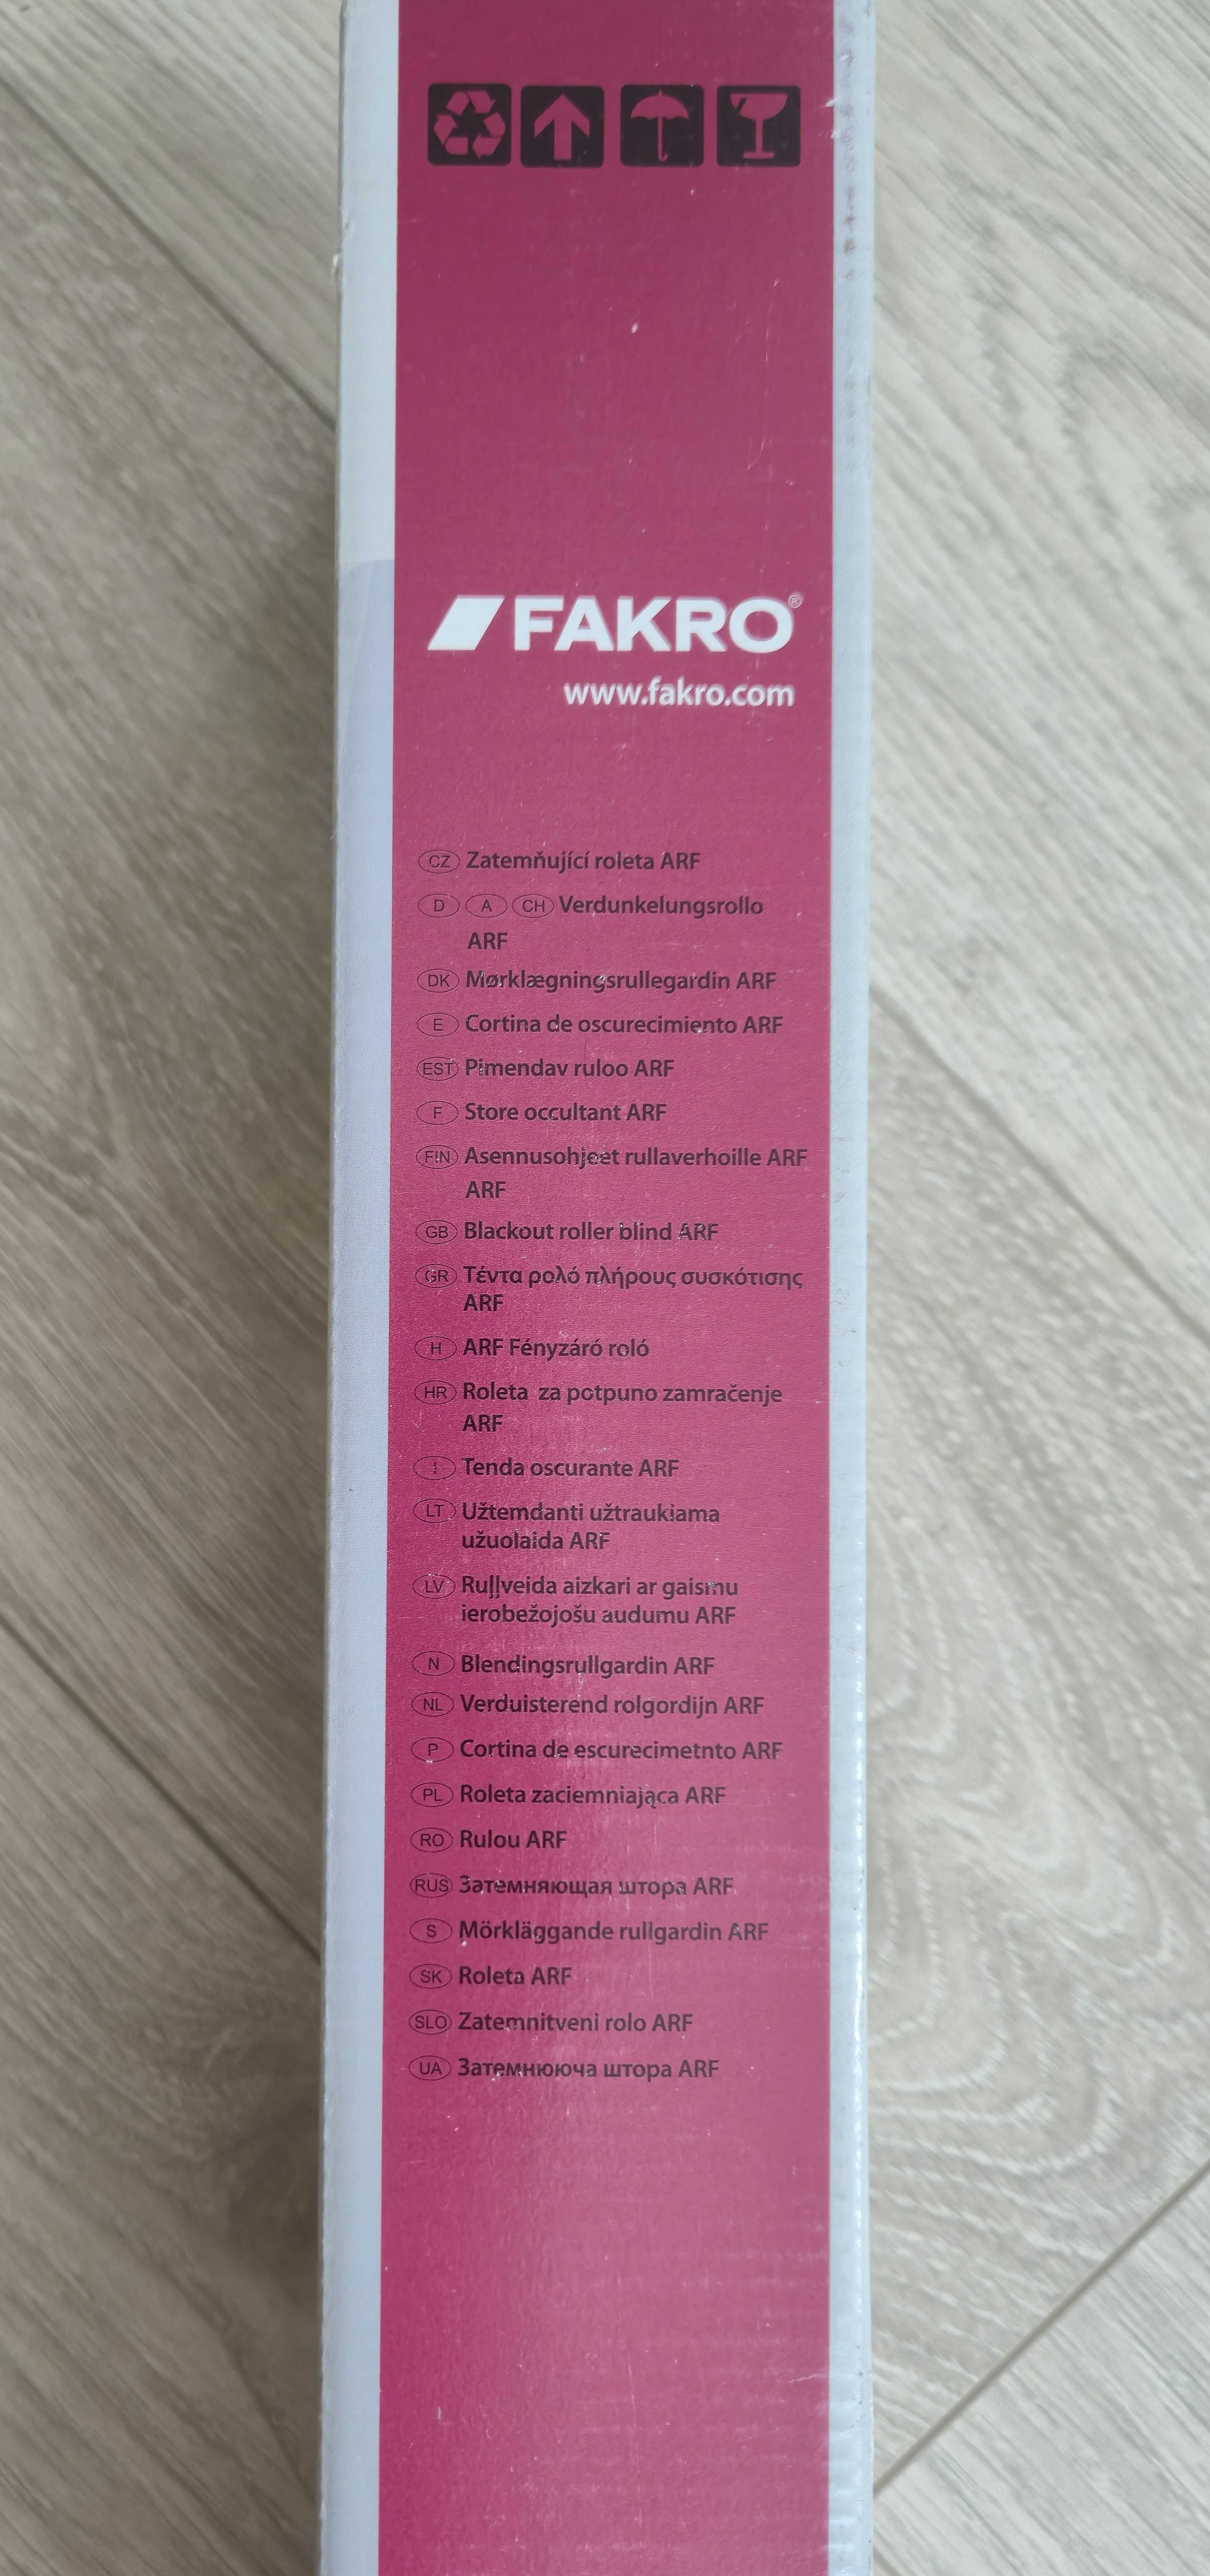 FAKRO®
www.fakro.com
CZ Zatemňující roleta ARF
D A CH Verdunkelungsrollo
ARF
DK Mørklægningsrullegardin ARF
E Cortina de oscurecimiento ARF
EST Pimendav ruloo ARF
F Store occultant ARF
FIN Asennusohjeet rullaverhoille ARF
ARF
GB Blackout roller blind ARF
GR Τέντα ρολό πλήρους συσκότισης
ARF
H ARF Fényzáró roló
HR Roleta za potpuno zamračenje
ARF
I Tenda oscurante ARF
LT Užtemdanti užtraukiama
užuolaida ARF
LV Ruļļveida aizkari ar gaismu
ierobežojošu audumu ARF
N Blendingsrullgardin ARF
NL Verduisterend rolgordijn ARF
P Cortina de escurecimetnto ARF
PL Roleta zaciemniająca ARF
RO Rulou ARF
RUS Затемняющая штора ARF
S Mörkläggande rullgardin ARF
SK Roleta ARF
SLO Zatemnitveni rolo ARF
UA Затемнююча штора ARF